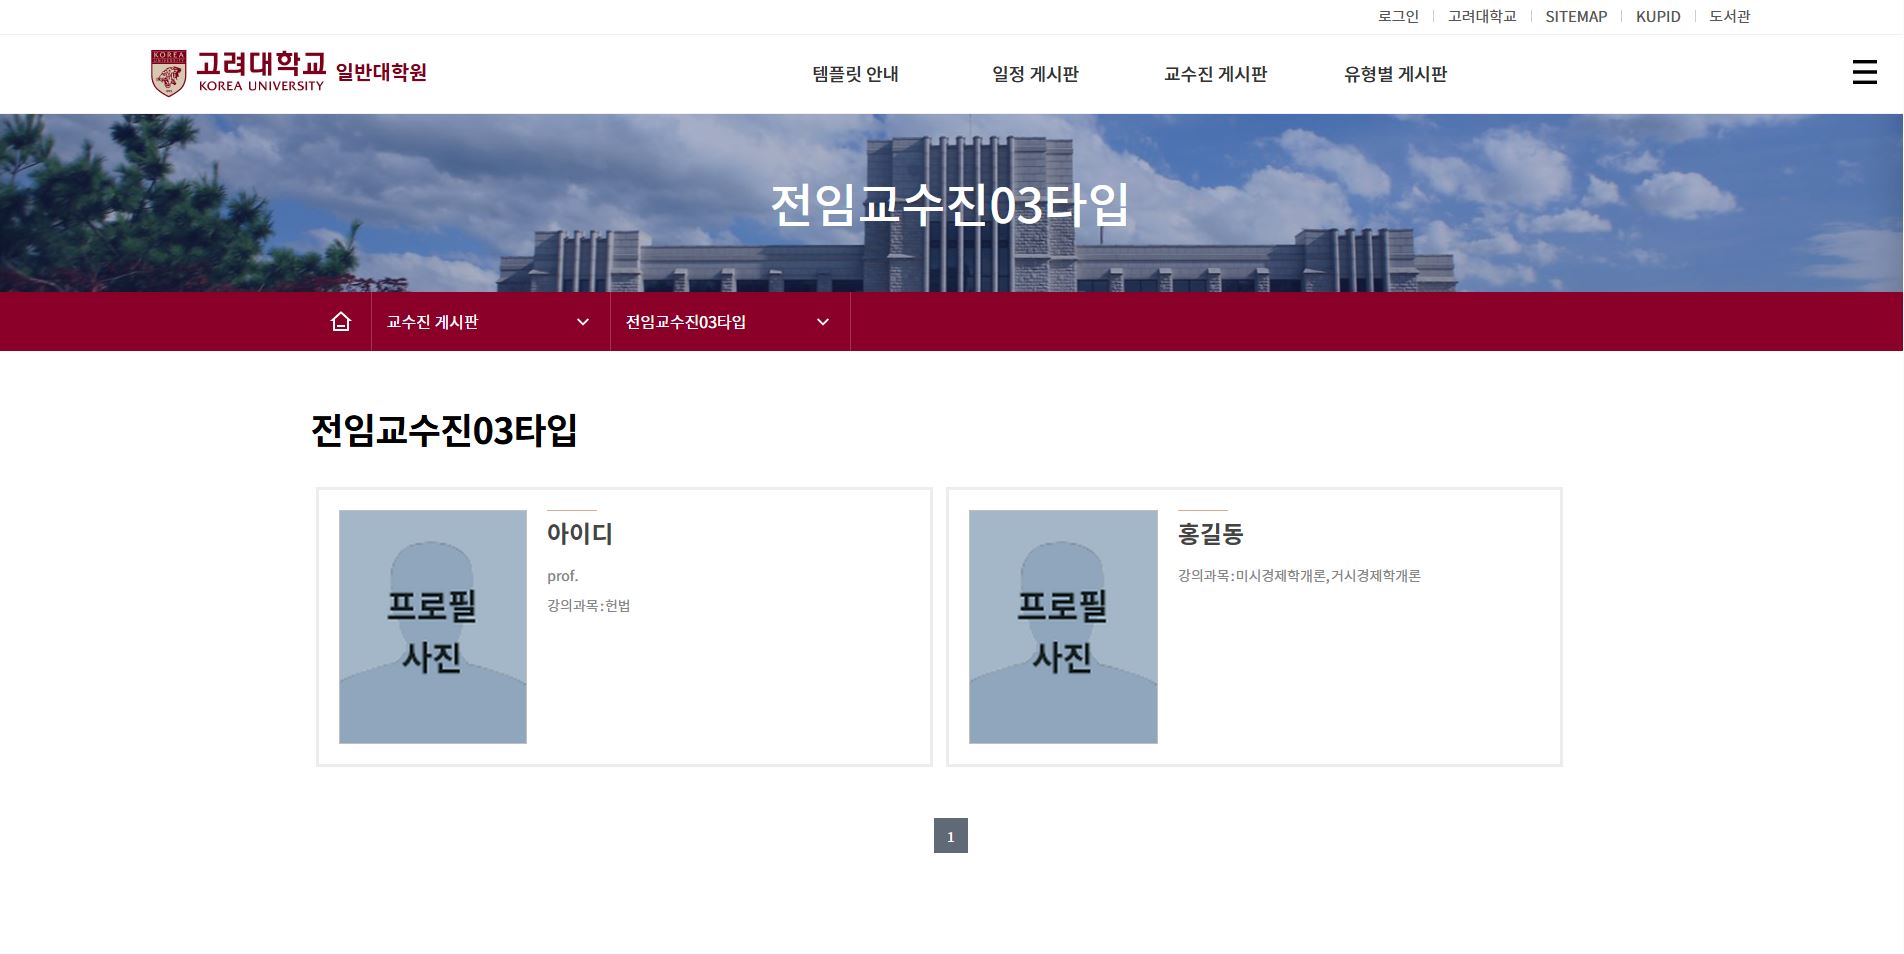 로그인 고려대학교 SITEMAP KUPID 도서관
KOREA
UNIVERSITY
고려대학교 일반대학원
KOREA UNIVERSITY
템플릿 안내 일정 게시판 교수진 게시판 유형별 게시판
전임교수진03타입
교수진 게시판 전임교수진03타입
전임교수진03타입
프로필
사진
아이디
prof.
강의과목 : 헌법
프로필
사진
홍길동
강의과목 : 미시경제학개론, 거시경제학개론
1